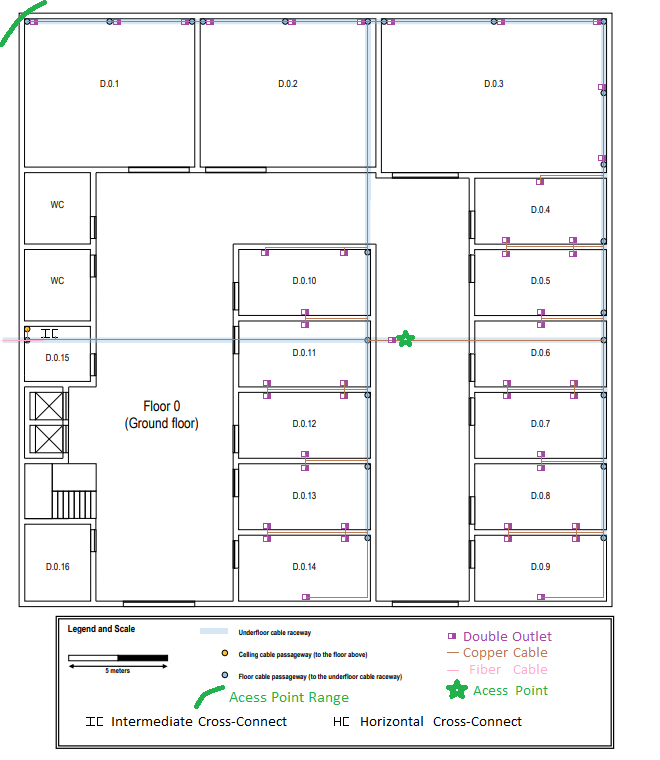 D.0.1
D.0.2
D.0.3
WC
D.0.4
WC
D.0.10
D.0.5
IC
D.0.15
D.0.11
D.0.6
Floor 0
(Ground floor)
D.0.12
D.0.7
D.0.13
D.0.8
D.0.16
D.0.14
D.0.9
Legend and Scale
5 meters
Underfloor cable raceway
Celling cable passageway (to the floor above)
Floor cable passageway (to the underfloor cable raceway)
Acess Point Range
Double Outlet
Copper Cable
Fiber Cable
Acess Point
IC Intermediate Cross-Connect
HC Horizontal Cross-Connect